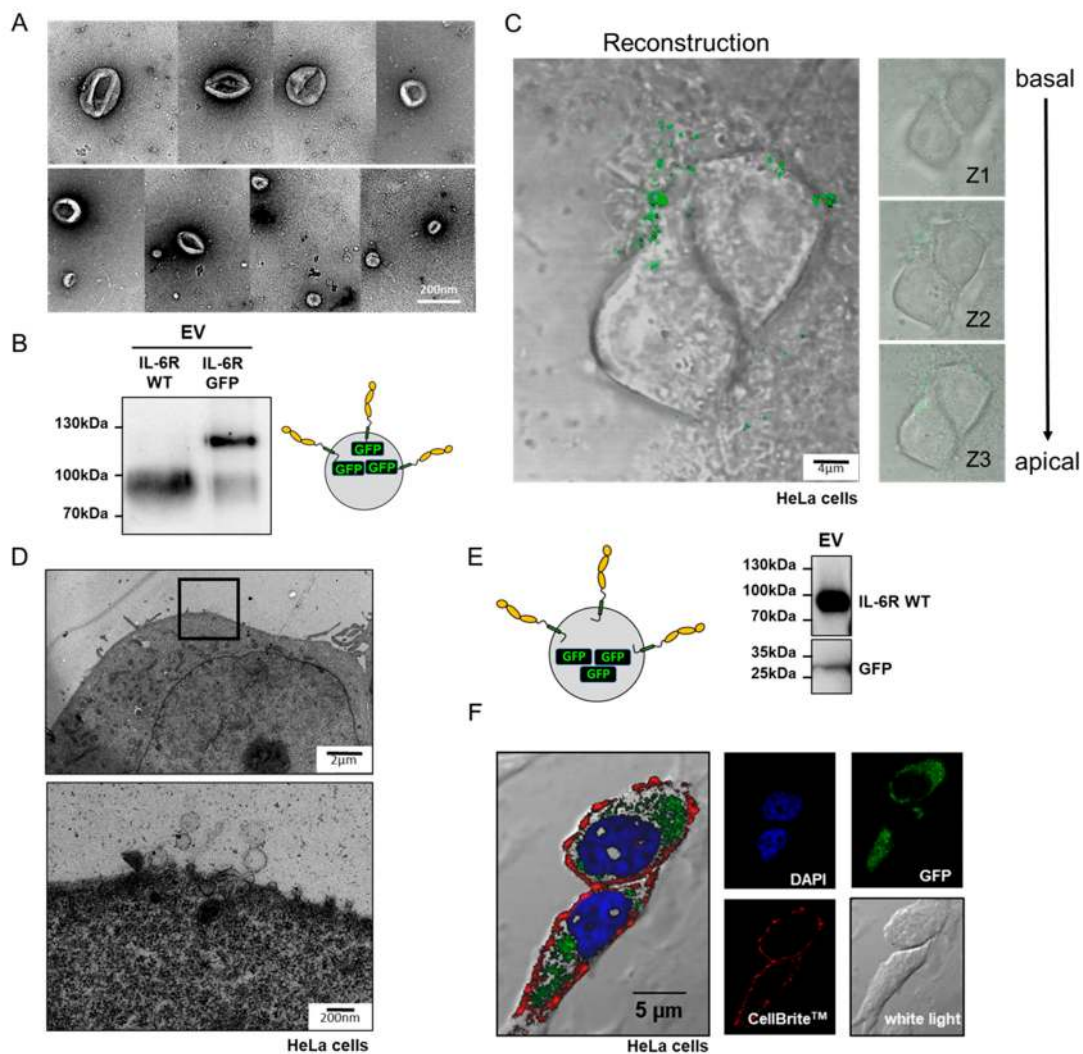 A
200nm
B
EV
IL-6R
WT
IL-6R
GFP
130kDa
100kDa
70kDa
GFP
GFP
GFP
C
Reconstruction
4µm
HeLa cells
Z1
Z2
Z3
basal
apical
D
2µm
200nm
HeLa cells
E
GFP
GFP
GFP
EV
130kDa
100kDa
70kDa
IL-6R WT
35kDa
25kDa
GFP
F
5 µm
HeLa cells
DAPI
GFP
CellBrite™
white light